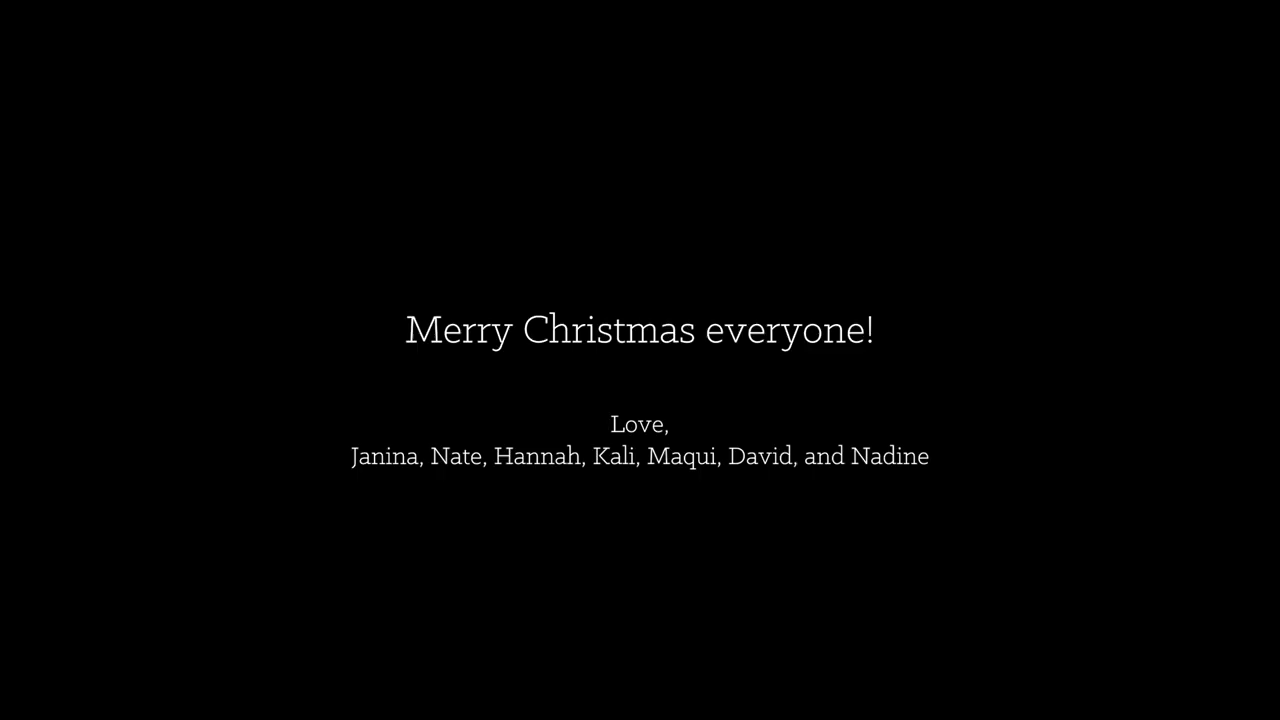 Merry Christmas everyone!
Love,
Janina, Nate, Hannah, Kali, Maqui, David, and Nadine